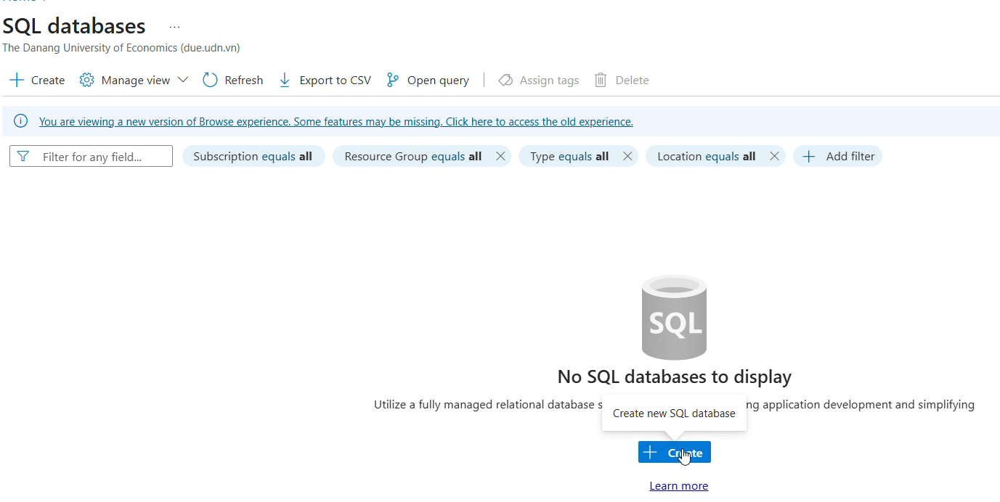 SQL databases ...
The Danang University of Economics (due.udn.vn)
Create Manage view Refresh Export to CSV Open query Assign tags Delete
You are viewing a new version of Browse experience. Some features may be missing. Click here to access the old experience.
Filter for any field... Subscription equals all Resource Group equals all Type equals all Location equals all Add filter
SQL
No SQL databases to display
Utilize a fully managed relational database s ng application development and simplifying
Create new SQL database
Create
Learn more